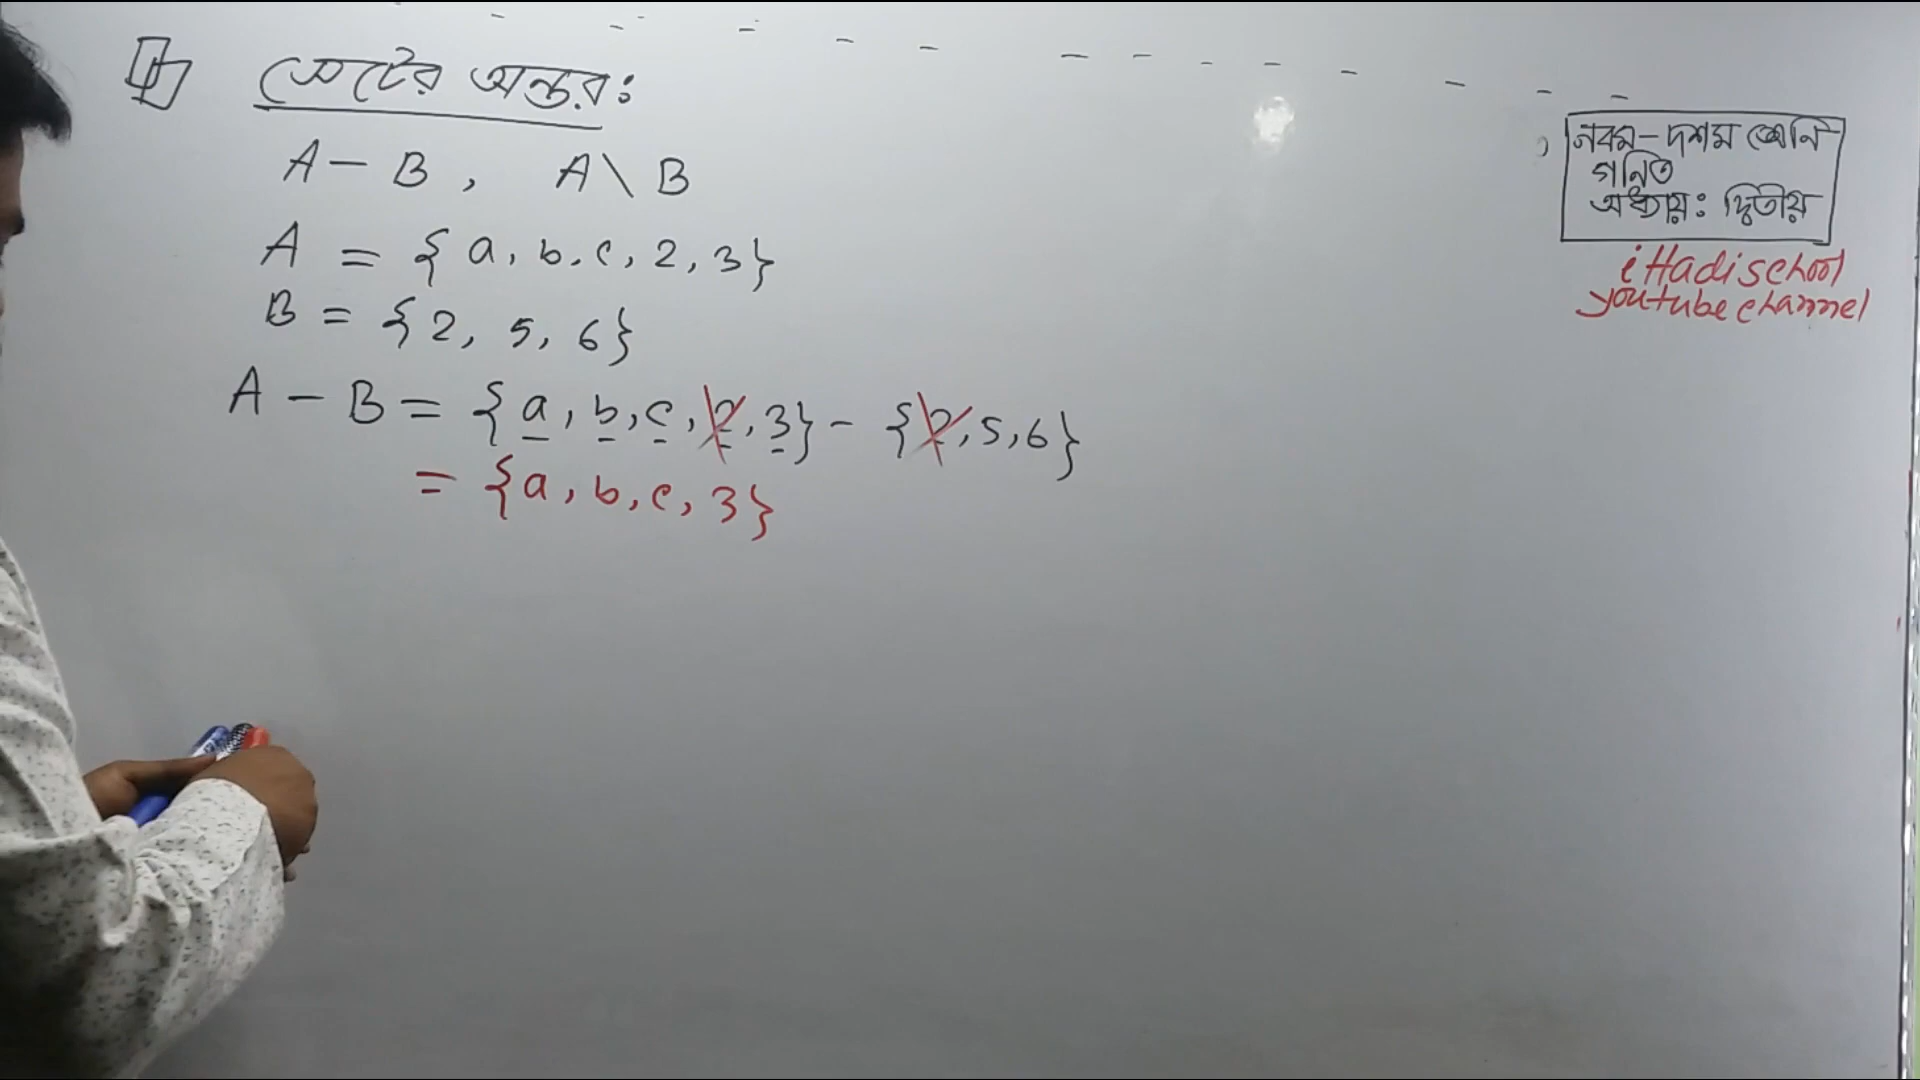 সেটের অন্তর:
A - B, A \ B
A = { a, b, c, 2, 3}
B = {2, 5, 6}
A - B = { a, b, c, 2, 3} - {2, 5, 6}
= {a, b, c, 3}
নবম - দশম শ্রেনি
গনিত
অধ্যায়: দ্বিতীয়
iHadischool
youtube channel